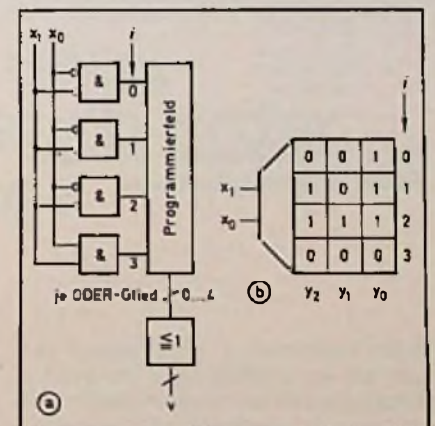 x₁ x₀
i
&
0
&
1
&
2
&
3
Programmierfeld
je ODER-Glied
≦1
ⓐ
i
x₁
x₀
0 0 1 0
1 0 1 1
1 1 1 2
0 0 0 3
y₂ y₁ y₀
ⓑ